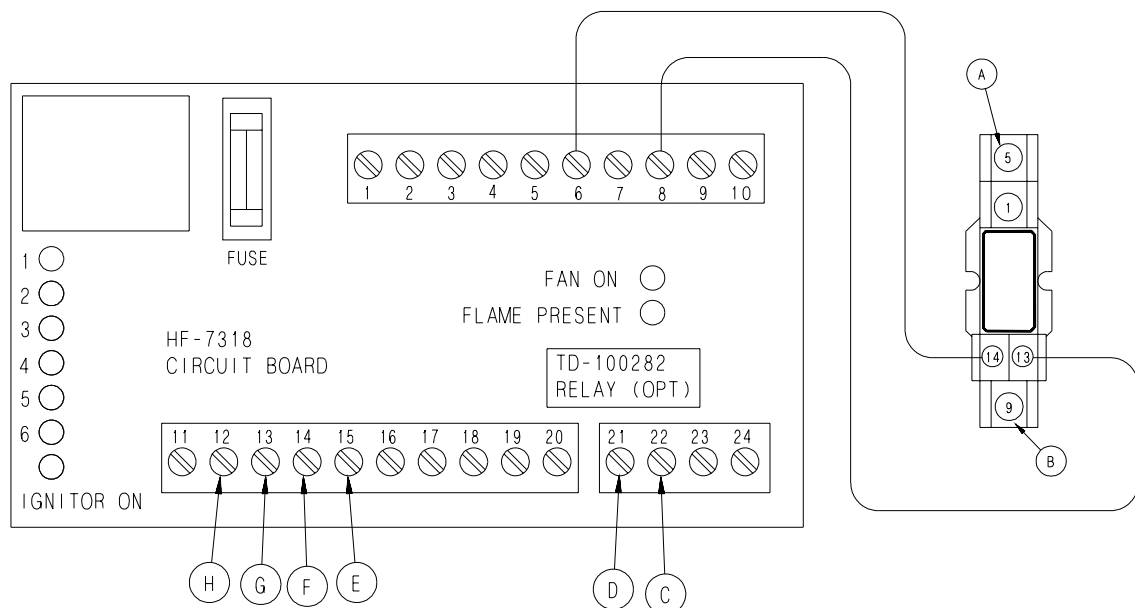 A
5
1
1 2 3 4 5 6 7 8 9 10
FUSE
1
2
3
4
5
6
FAN ON
FLAME PRESENT
HF-7318
CIRCUIT BOARD
TD-100282
RELAY (OPT)
14 13
9
B
11 12 13 14 15 16 17 18 19 20
21 22 23 24
IGNITOR ON
H G F E D C